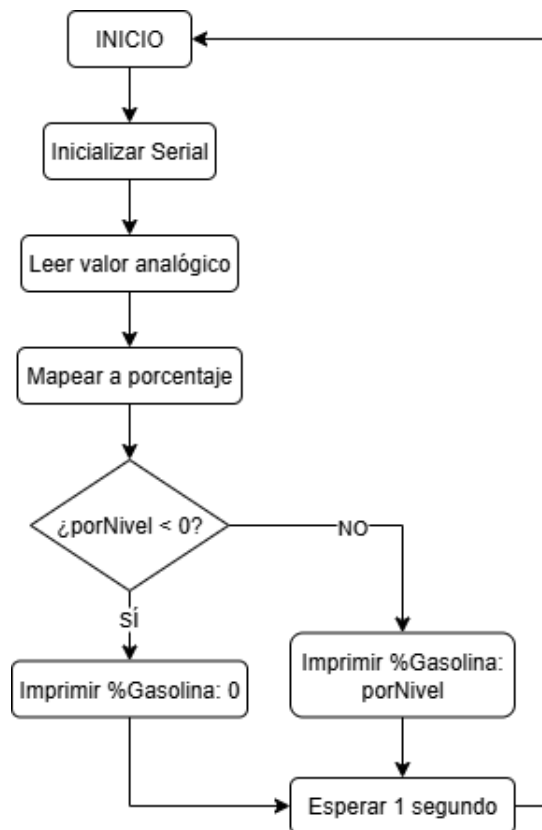 INICIO
Inicializar Serial
Leer valor analógico
Mapear a porcentaje
¿porNivel < 0?
NO
SÍ
Imprimir %Gasolina: 0
Imprimir %Gasolina:
porNivel
Esperar 1 segundo